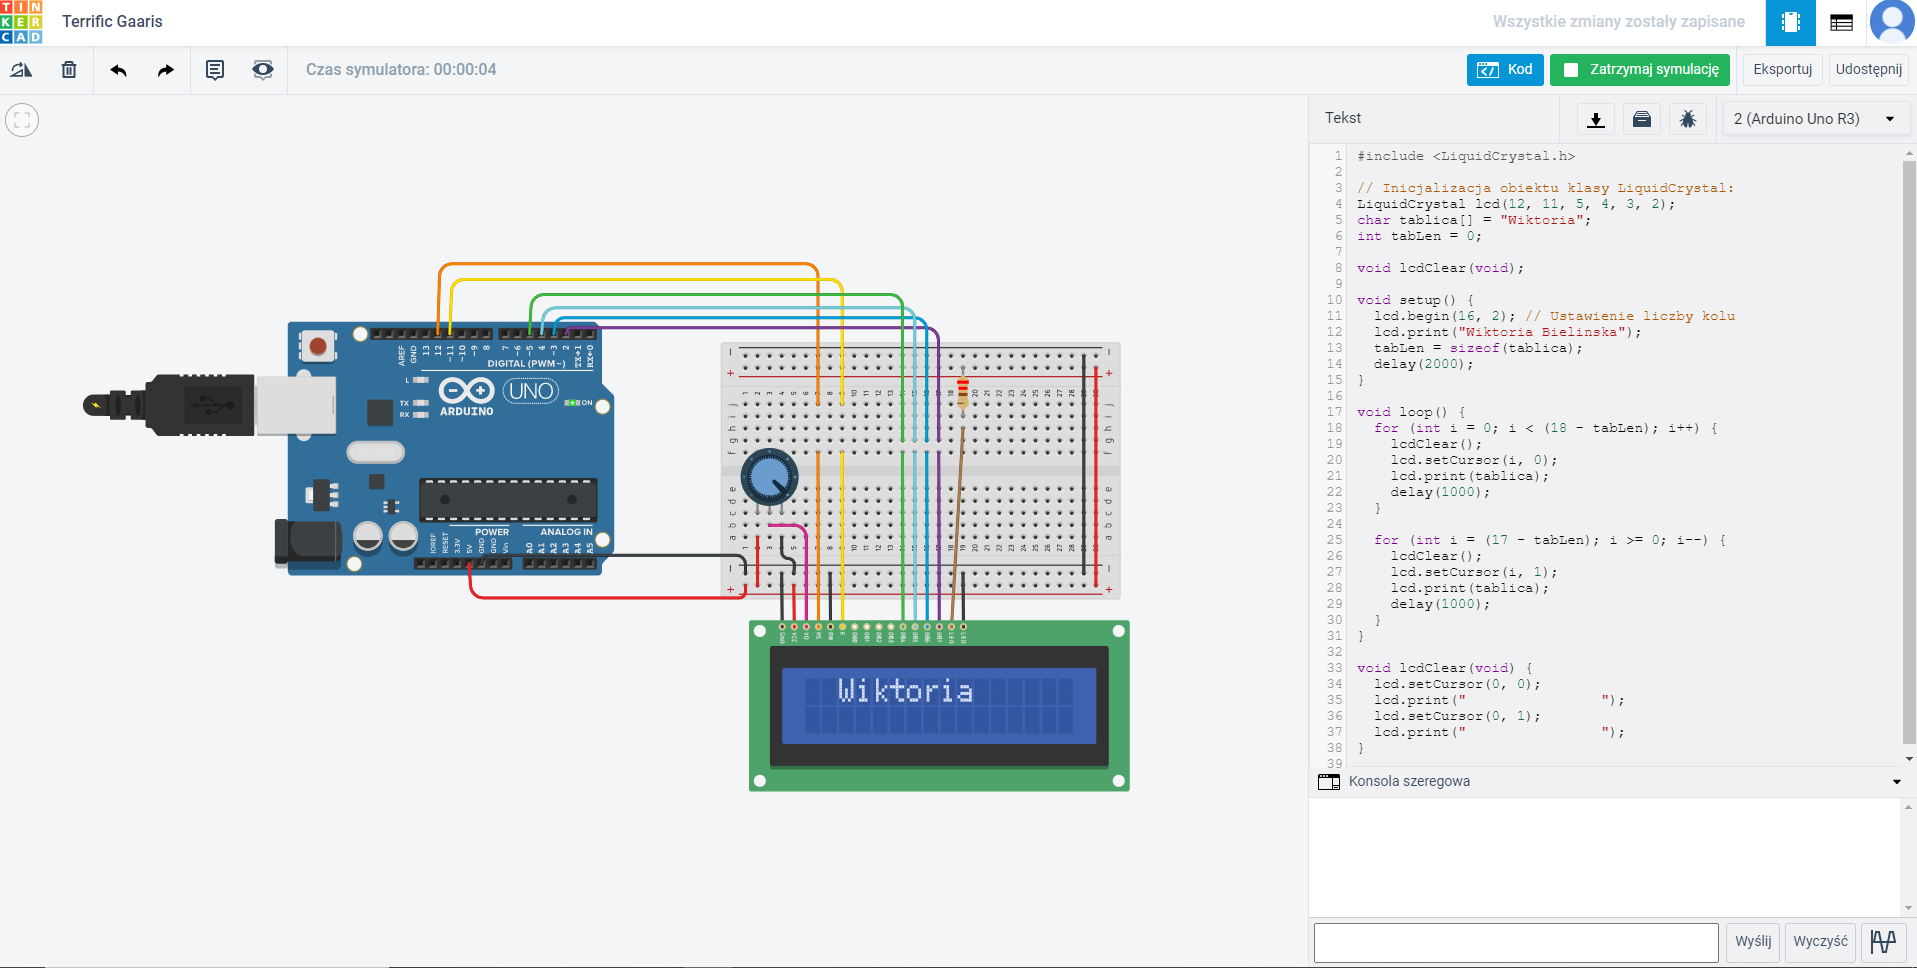 TIN
KER
CAD
Terrific Gaaris
Wszystkie zmiany zostały zapisane
Czas symulatora: 00:00:04
Kod
Zatrzymaj symulację
Eksportuj
Udostępnij
Tekst
2 (Arduino Uno R3)
1 #include <LiquidCrystal.h>
2
3 // Inicjalizacja obiektu klasy LiquidCrystal:
4 LiquidCrystal lcd(12, 11, 5, 4, 3, 2);
5 char tablica[] = "Wiktoria";
6 int tabLen = 0;
7
8 void lcdClear(void);
9
10 void setup() {
11   lcd.begin(16, 2); // Ustawienie liczby kolu
12   lcd.print("Wiktoria Bielinska");
13   tabLen = sizeof(tablica);
14   delay(2000);
15 }
16
17 void loop() {
18   for (int i = 0; i < (18 - tabLen); i++) {
19     lcdClear();
20     lcd.setCursor(i, 0);
21     lcd.print(tablica);
22     delay(1000);
23   }
24
25   for (int i = (17 - tabLen); i >= 0; i--) {
26     lcdClear();
27     lcd.setCursor(i, 1);
28     lcd.print(tablica);
29     delay(1000);
30   }
31 }
32
33 void lcdClear(void) {
34   lcd.setCursor(0, 0);
35   lcd.print("                ");
36   lcd.setCursor(0, 1);
37   lcd.print("                ");
38 }
39
Konsola szeregowa
Wyślij
Wyczyść
AREF
GND
13
12
~11
~10
~9
8
7
~6
~5
4
~3
2
TX→1
RX←0
DIGITAL (PWM~)
L
TX
RX
ARDUINO
UNO
ON
POWER
ANALOG IN
IOREF
RESET
3.3V
5V
GND
GND
Vin
A0
A1
A2
A3
A4
A5
Wiktoria